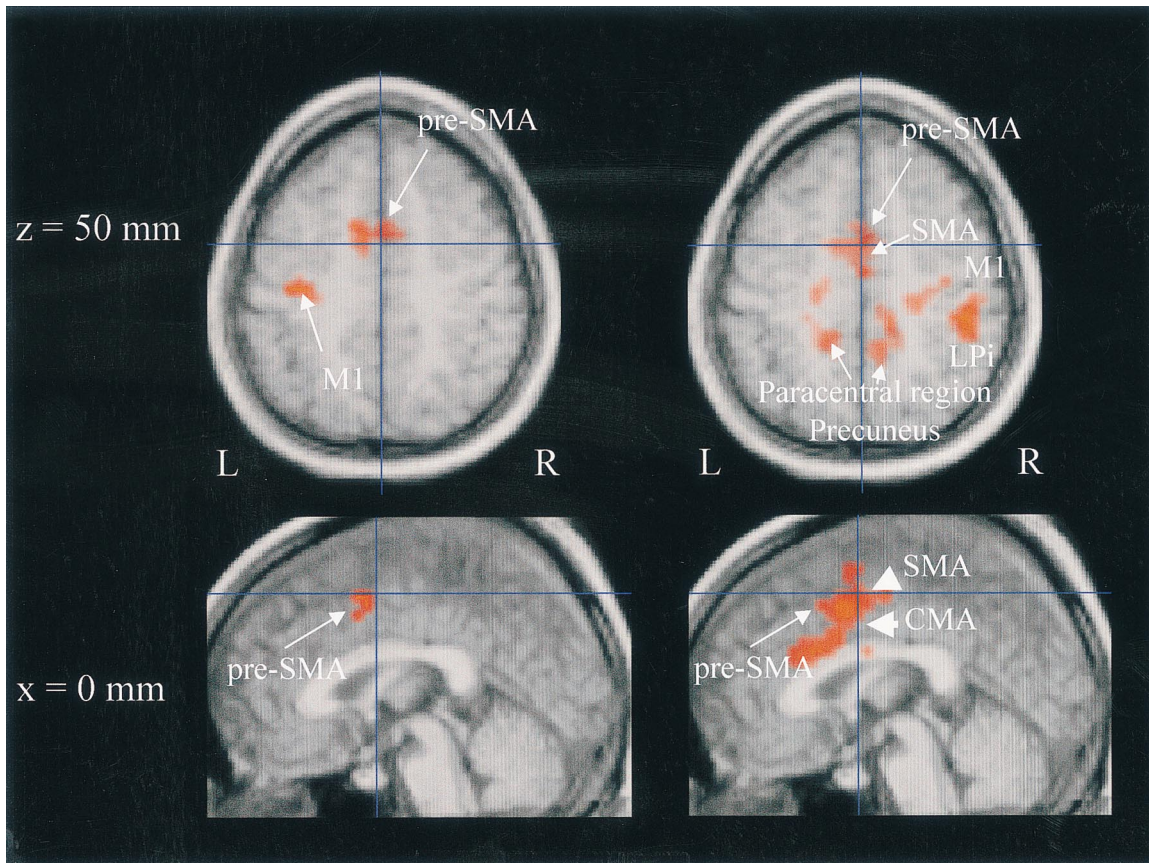 pre-SMA
z = 50 mm
M1
L
R
pre-SMA
SMA
M1
LPi
Paracentral region
Precuneus
L
R
x = 0 mm
pre-SMA
SMA
CMA
pre-SMA